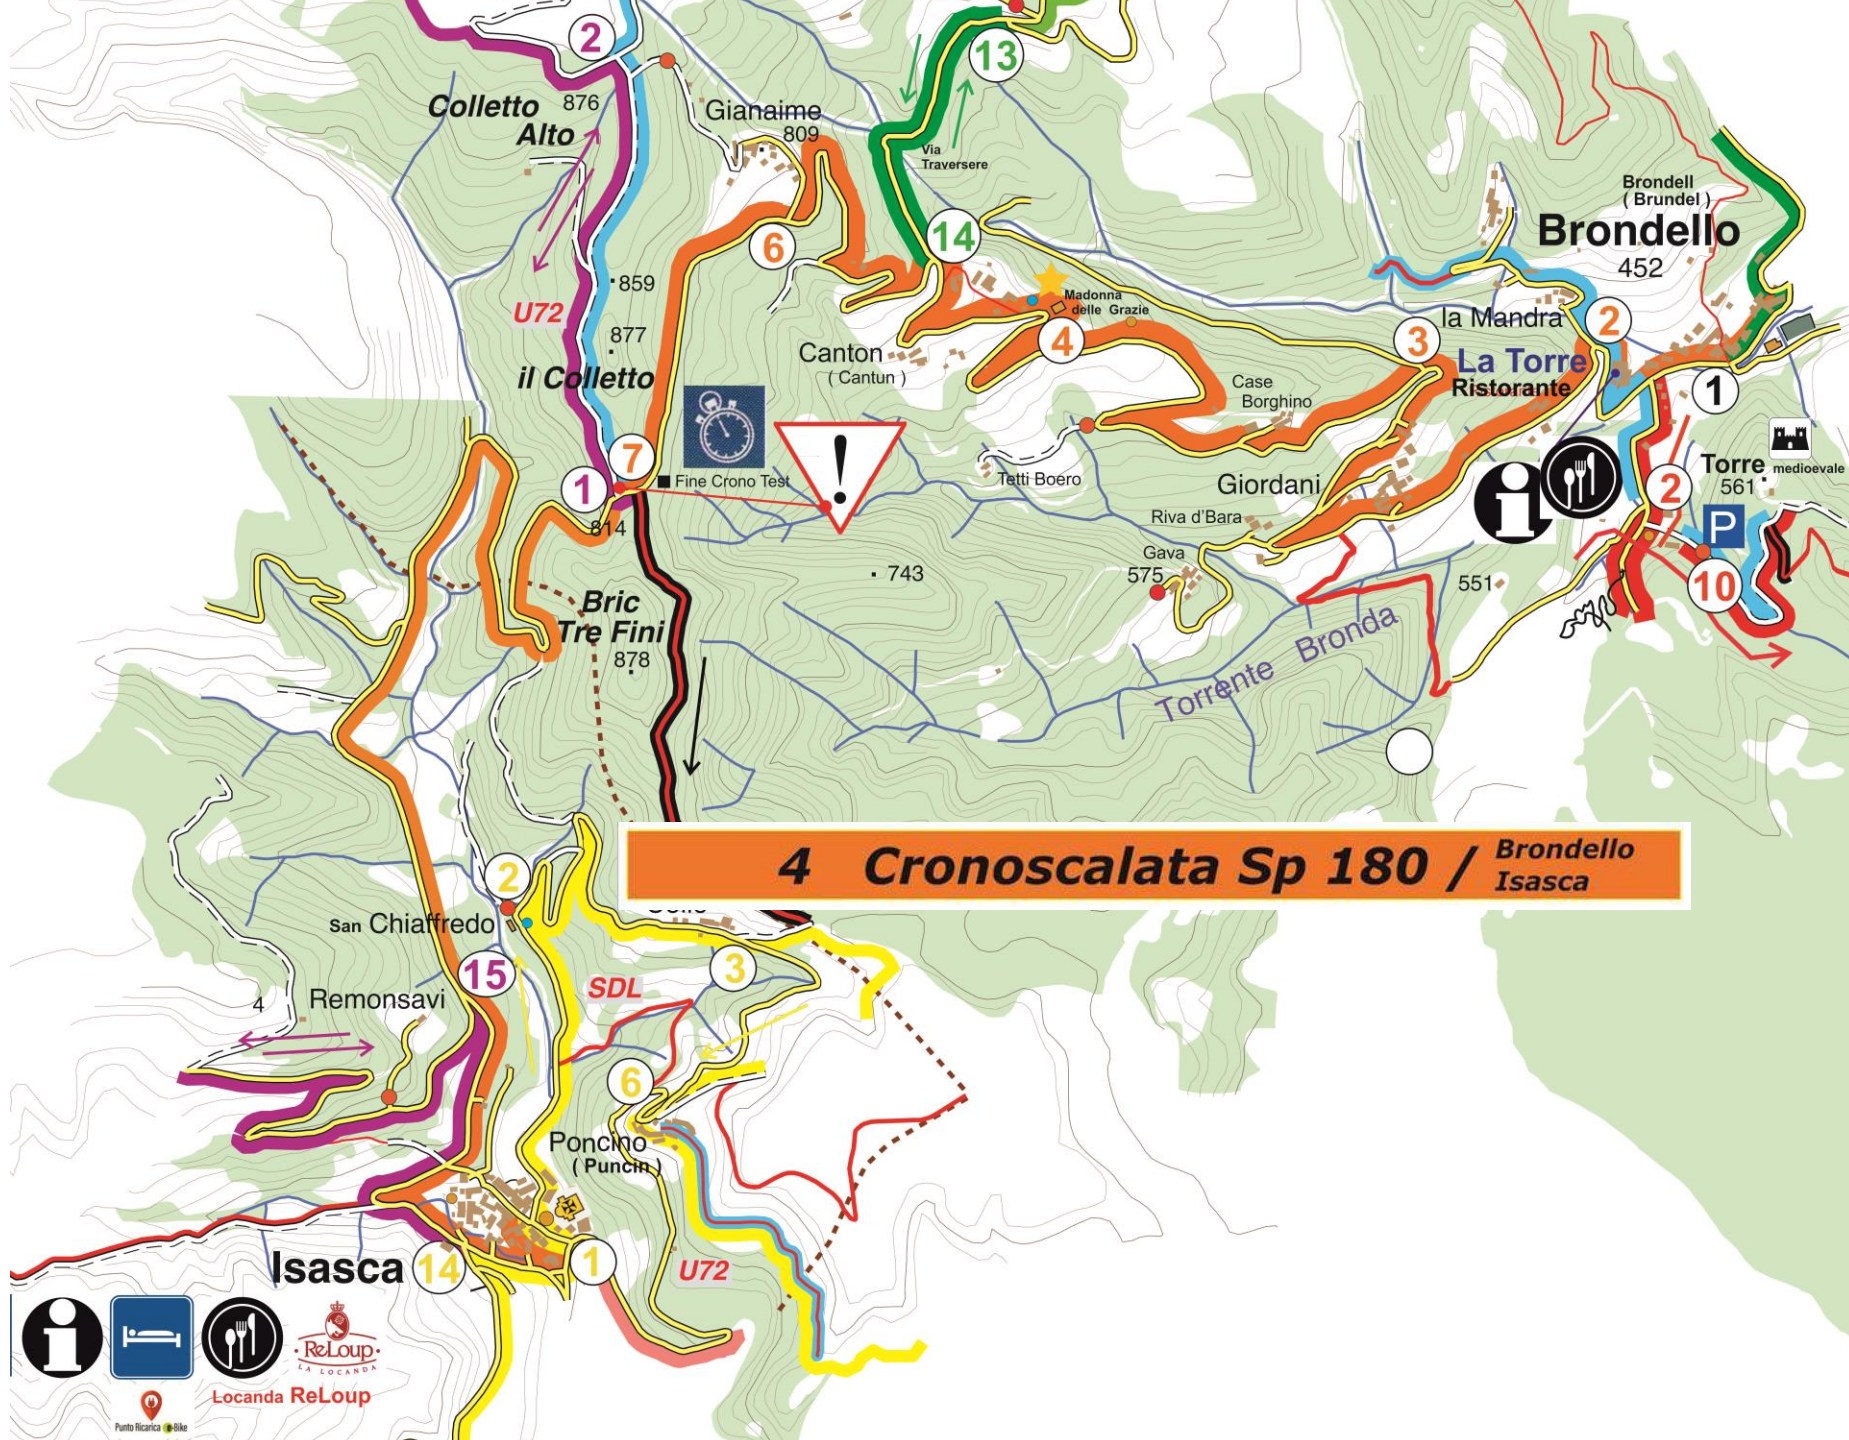 2
13
Colletto
876
Alto
Gianaime
809
Via
Traversere
Brondell
( Brundel )
Brondello
452
14
6
859
U72
877
il Colletto
Madonna
delle Grazie
4
la Mandra
2
3
La Torre
Ristorante
1
Canton
( Cantun )
Case
Borghino
7
!
Fine Crono Test
1
814
Tetti Boero
Giordani
Riva d'Bara
Gava
575
743
i
2
Torre medioevale
561
P
10
551
Bric
Tre Fini
878
Torrente Bronda
4 Cronoscalata Sp 180 / Brondello
Isasca
2
San Chiaffredo
3
15
SDL
4
Remonsavi
6
Poncino
( Puncin )
Isasca
14
1
U72
i
ReLoup
LA LOCANDA
Locanda ReLoup
Punto Ricarica e-Bike